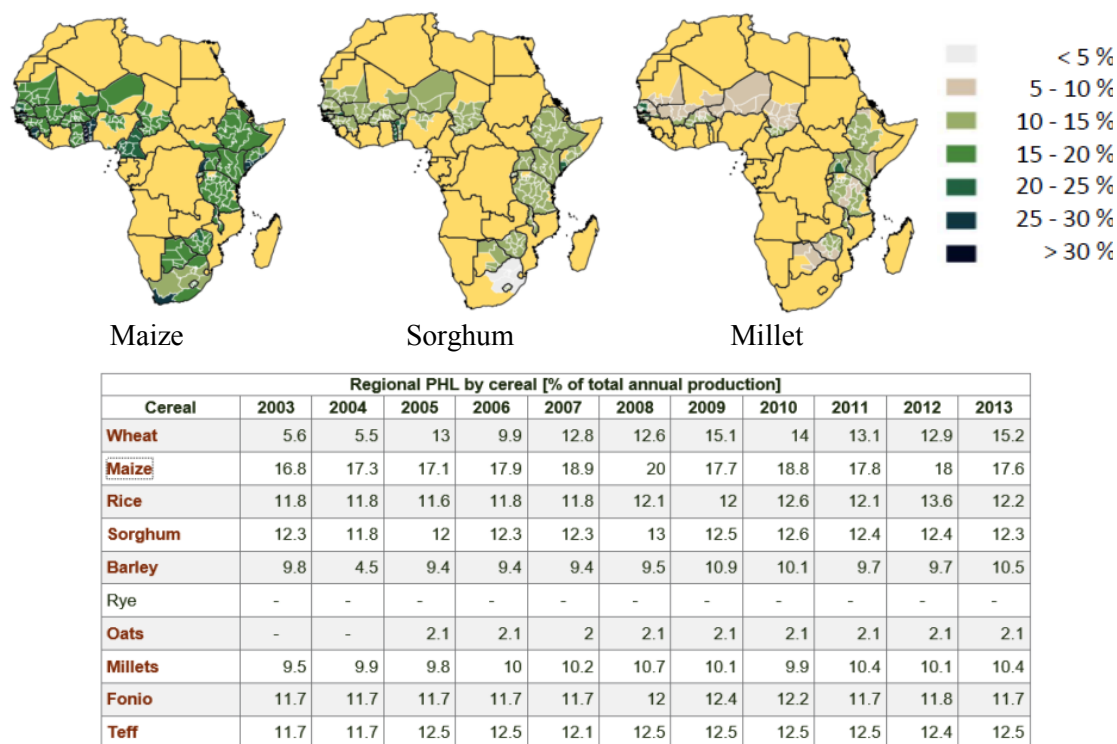 < 5 %
5 - 10 %
10 - 15 %
15 - 20 %
20 - 25 %
25 - 30 %
> 30 %
Maize Sorghum Millet
Regional PHL by cereal [% of total annual production]
Cereal 2003 2004 2005 2006 2007 2008 2009 2010 2011 2012 2013
Wheat 5.6 5.5 13 9.9 12.8 12.6 15.1 14 13.1 12.9 15.2
Maize 16.8 17.3 17.1 17.9 18.9 20 17.7 18.8 17.8 18 17.6
Rice 11.8 11.8 11.6 11.8 11.8 12.1 12 12.6 12.1 13.6 12.2
Sorghum 12.3 11.8 12 12.3 12.3 13 12.5 12.6 12.4 12.4 12.3
Barley 9.8 4.5 9.4 9.4 9.4 9.5 10.9 10.1 9.7 9.7 10.5
Rye - - - - - - - - - - -
Oats - - 2.1 2.1 2 2.1 2.1 2.1 2.1 2.1 2.1
Millets 9.5 9.9 9.8 10 10.2 10.7 10.1 9.9 10.4 10.1 10.4
Fonio 11.7 11.7 11.7 11.7 11.7 12 12.4 12.2 11.7 11.8 11.7
Teff 11.7 11.7 12.5 12.5 12.1 12.5 12.5 12.5 12.5 12.4 12.5